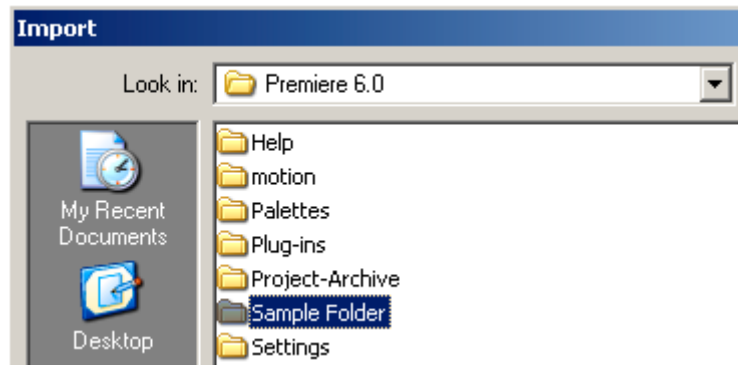 Import
Look in: Premiere 6.0
My Recent
Documents
Desktop
Help
motion
Palettes
Plug-ins
Project-Archive
Sample Folder
Settings